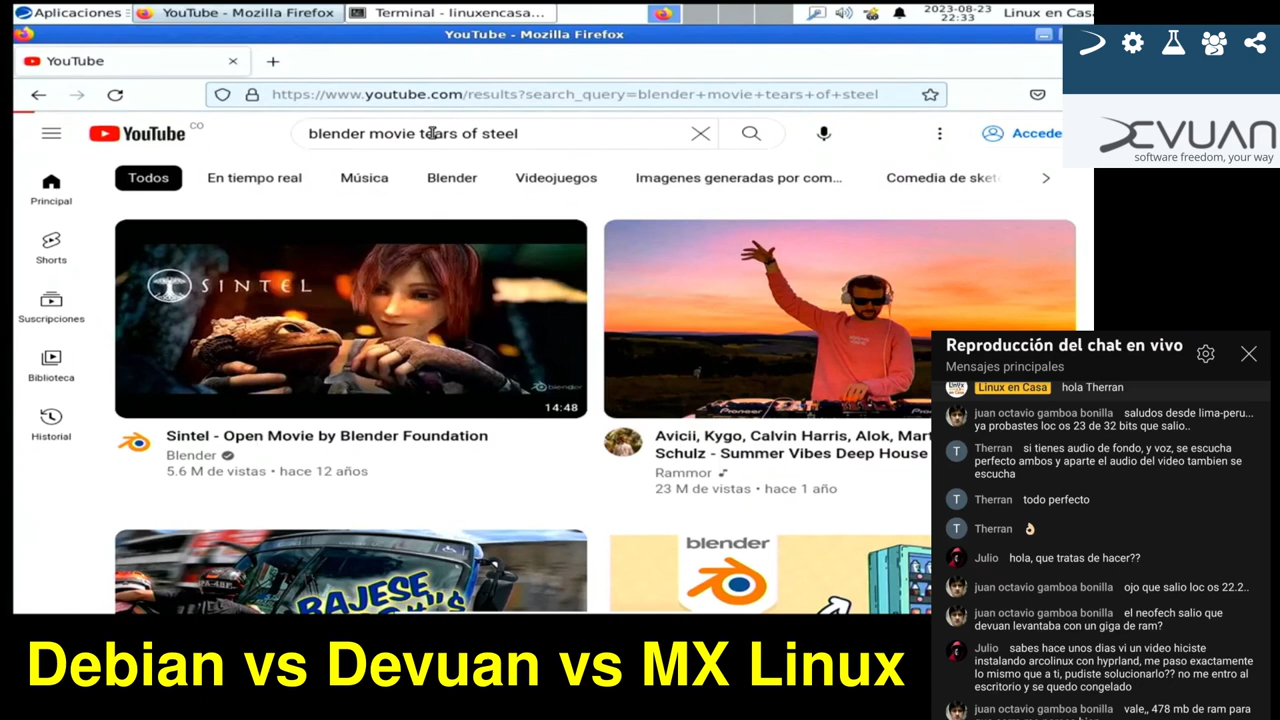 Aplicaciones
YouTube - Mozilla Firefox
Terminal - linuxencasa...
2023-08-23
22:33
Linux en Casa
YouTube - Mozilla Firefox
YouTube
https://www.youtube.com/results?search_query=blender+movie+tears+of+steel
YouTube CO
blender movie tears of steel
Accede
DEVUAN
software freedom, your way
Todos
En tiempo real
Música
Blender
Videojuegos
Imagenes generadas por com...
Comedia de sket
Principal
Shorts
Suscripciones
Biblioteca
Historial
SINTEL
blender
14:48
Sintel - Open Movie by Blender Foundation
Blender
5.6 M de vistas • hace 12 años
Pioneer
Avicii, Kygo, Calvin Harris, Alok, Mart
Schulz - Summer Vibes Deep House
Rammor
23 M de vistas • hace 1 año
BAJESE
blender
Reproducción del chat en vivo
Mensajes principales
Linux en Casa hola Therran
juan octavio gamboa bonilla saludos desde lima-peru...
ya probastes loc os 23 de 32 bits que salio..
Therran si tienes audio de fondo, y voz, se escucha
perfecto ambos y aparte el audio del video tambien se
escucha
Therran todo perfecto
Therran 👌🏻
Julio hola, que tratas de hacer??
juan octavio gamboa bonilla ojo que salio loc os 22.2..
juan octavio gamboa bonilla el neofech salio que
devuan levantaba con un giga de ram?
Julio sabes hace unos dias vi un video hiciste
instalando arcolinux con hyprland, me paso exactamente
lo mismo que a ti, pudiste solucionarlo?? no me entro al
escritorio y se quedo congelado
juan octavio gamboa bonilla vale,, 478 mb de ram para
Debian vs Devuan vs MX Linux